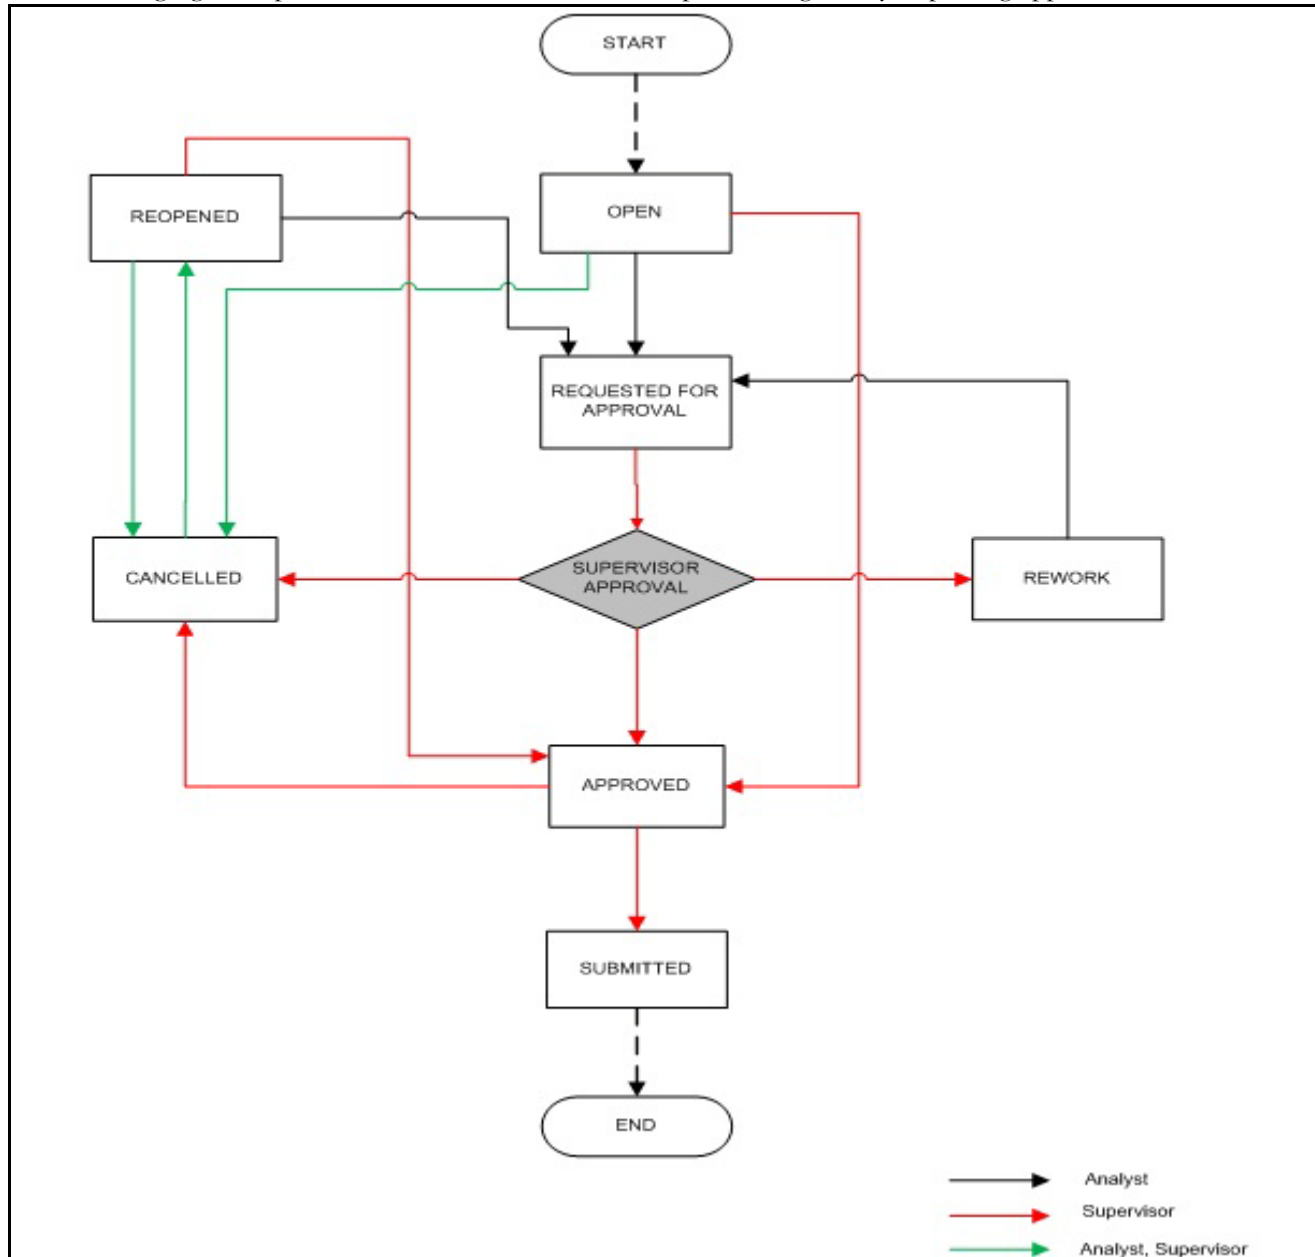 START
REOPENED
OPEN
REQUESTED FOR
APPROVAL
CANCELLED
SUPERVISOR
APPROVAL
REWORK
APPROVED
SUBMITTED
END
Analyst
Supervisor
Analyst, Supervisor